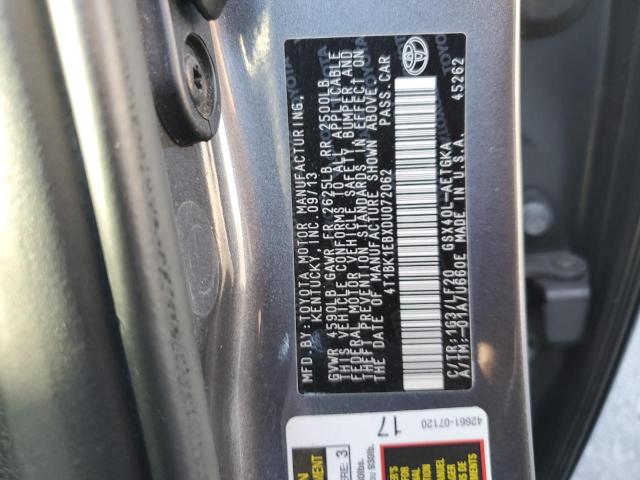 MFD.BY: TOYOTA MOTOR MANUFACTURING,
KENTUCKY, INC. 09/13
GVWR 4590LB GAWR FR 2625LB RR 2500LB
THIS VEHICLE CONFORMS TO ALL APPLICABLE
FEDERAL MOTOR VEHICLE SAFETY BUMPER, AND
THEFT PREVENTION STANDARDS IN EFFECT ON
THE DATE OF MANUFACTURE SHOWN ABOVE.
4T1BK1EBX0U072062 PASS.CAR
C/TR:1G3/LF20 GSX40L-AETGKA
A/TM:-01A/U660E MADE IN U.S.A. 45262
TOYOTA
42661-07120
17